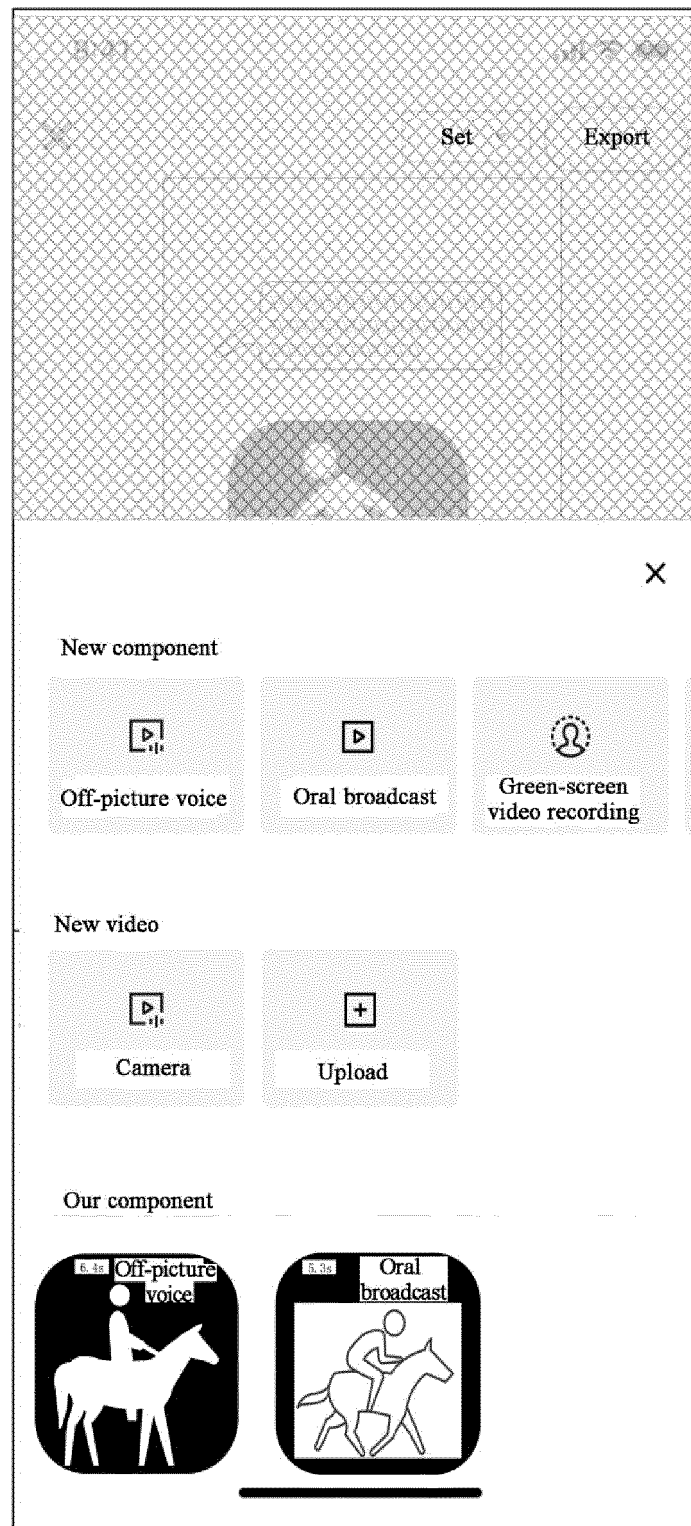 Set
Export
New component
Off-picture voice
Oral broadcast
Green-screen
video recording
New video
Camera
Upload
Our component
6.4s
Off-picture
voice
5.3s
Oral
broadcast